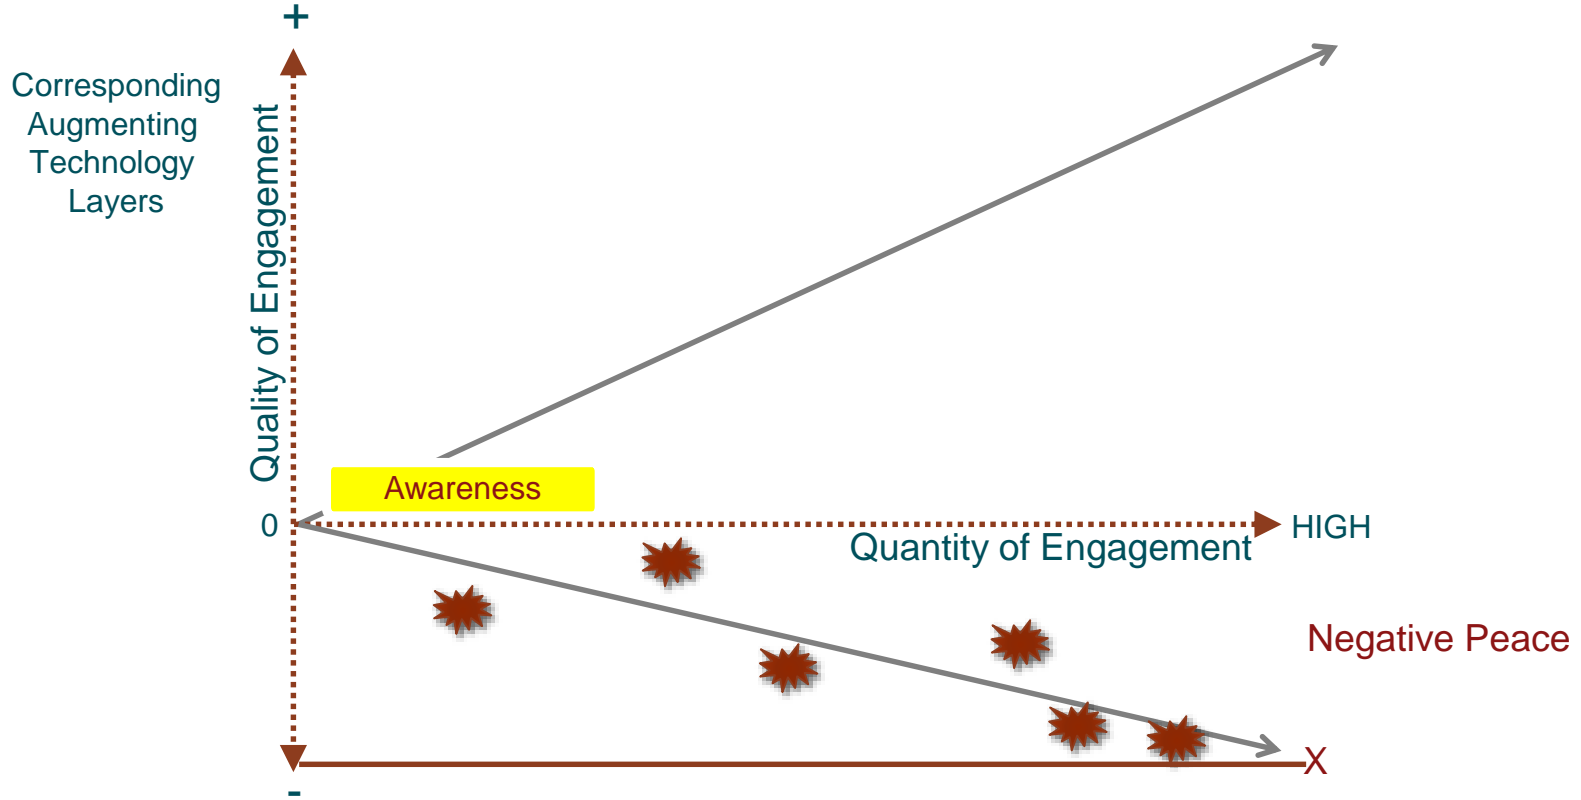 +
Corresponding
Augmenting
Technology
Layers
Quality of Engagement
Awareness
0
HIGH
Quantity of Engagement
Negative Peace
X
-